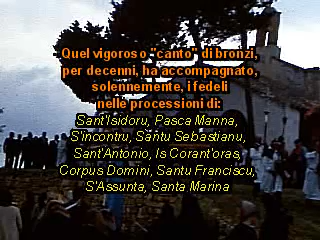 Quel vigoroso "canto" di bronzi,
per decenni, ha accompagnato,
solennemente, i fedeli
nelle processioni di:
Sant'Isidoru, Pasca Manna,
S'incontru, Santu Sebastianu,
Sant'Antonio, Is Corant'oras,
Corpus Domini, Santu Franciscu,
S'Assunta, Santa Marina